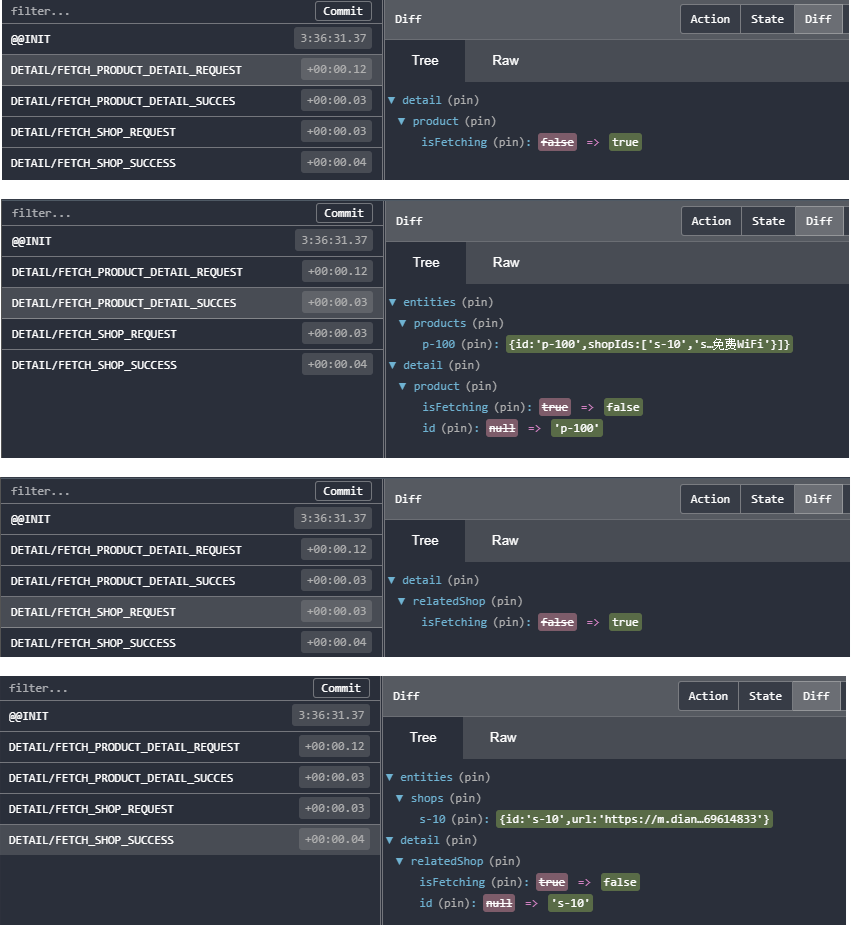 filter... Commit Diff Action State Diff
@@INIT 3:36:31.37
DETAIL/FETCH_PRODUCT_DETAIL_REQUEST +00:00.12 Tree Raw
DETAIL/FETCH_PRODUCT_DETAIL_SUCCES +00:00.03 detail (pin)
DETAIL/FETCH_SHOP_REQUEST +00:00.03 product (pin)
DETAIL/FETCH_SHOP_SUCCESS +00:00.04 isFetching (pin): false => true
filter... Commit Diff Action State Diff
@@INIT 3:36:31.37
DETAIL/FETCH_PRODUCT_DETAIL_REQUEST +00:00.12 Tree Raw
DETAIL/FETCH_PRODUCT_DETAIL_SUCCES +00:00.03 entities (pin)
DETAIL/FETCH_SHOP_REQUEST +00:00.03 products (pin)
DETAIL/FETCH_SHOP_SUCCESS +00:00.04 p-100 (pin): {id:'p-100',shopIds:['s-10','s…免费WiFi'}]}
detail (pin)
product (pin)
isFetching (pin): true => false
id (pin): null => 'p-100'
filter... Commit Diff Action State Diff
@@INIT 3:36:31.37
DETAIL/FETCH_PRODUCT_DETAIL_REQUEST +00:00.12 Tree Raw
DETAIL/FETCH_PRODUCT_DETAIL_SUCCES +00:00.03 detail (pin)
DETAIL/FETCH_SHOP_REQUEST +00:00.03 relatedShop (pin)
DETAIL/FETCH_SHOP_SUCCESS +00:00.04 isFetching (pin): false => true
filter... Commit Diff Action State Diff
@@INIT 3:36:31.37
DETAIL/FETCH_PRODUCT_DETAIL_REQUEST +00:00.12 Tree Raw
DETAIL/FETCH_PRODUCT_DETAIL_SUCCES +00:00.03 entities (pin)
DETAIL/FETCH_SHOP_REQUEST +00:00.03 shops (pin)
DETAIL/FETCH_SHOP_SUCCESS +00:00.04 s-10 (pin): {id:'s-10',url:'https://m.dian…69614833'}
detail (pin)
relatedShop (pin)
isFetching (pin): true => false
id (pin): null => 's-10'